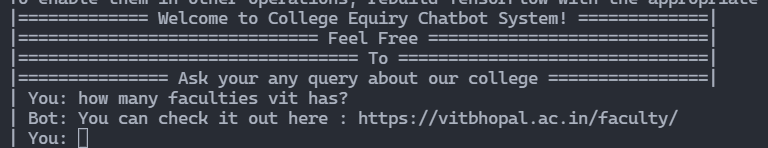 To enable them in other operations, rebuild TensorFlow with the appropriate
|============= Welcome to College Equiry Chatbot System! =============|
|============================== Feel Free ============================|
|================================== To ===============================|
|=============== Ask your any query about our college ================|
| You: how many faculties vit has?
| Bot: You can check it out here : https://vitbhopal.ac.in/faculty/
| You: